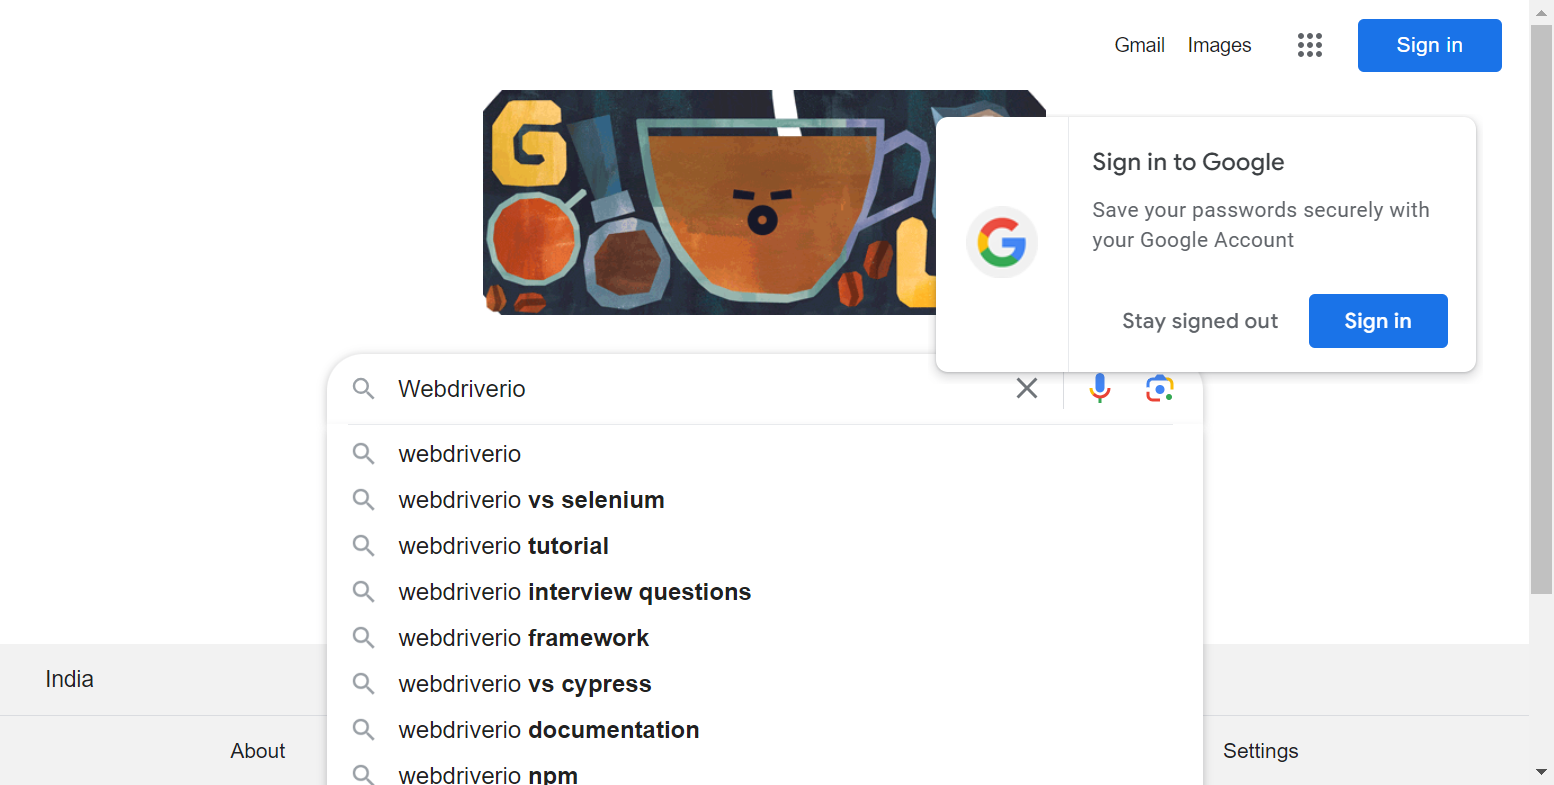 Gmail Images Sign in
G
L
Sign in to Google
Save your passwords securely with
your Google Account
Stay signed out Sign in
Webdriverio
webdriverio
webdriverio vs selenium
webdriverio tutorial
webdriverio interview questions
webdriverio framework
webdriverio vs cypress
webdriverio documentation
webdriverio npm
India
About Settings